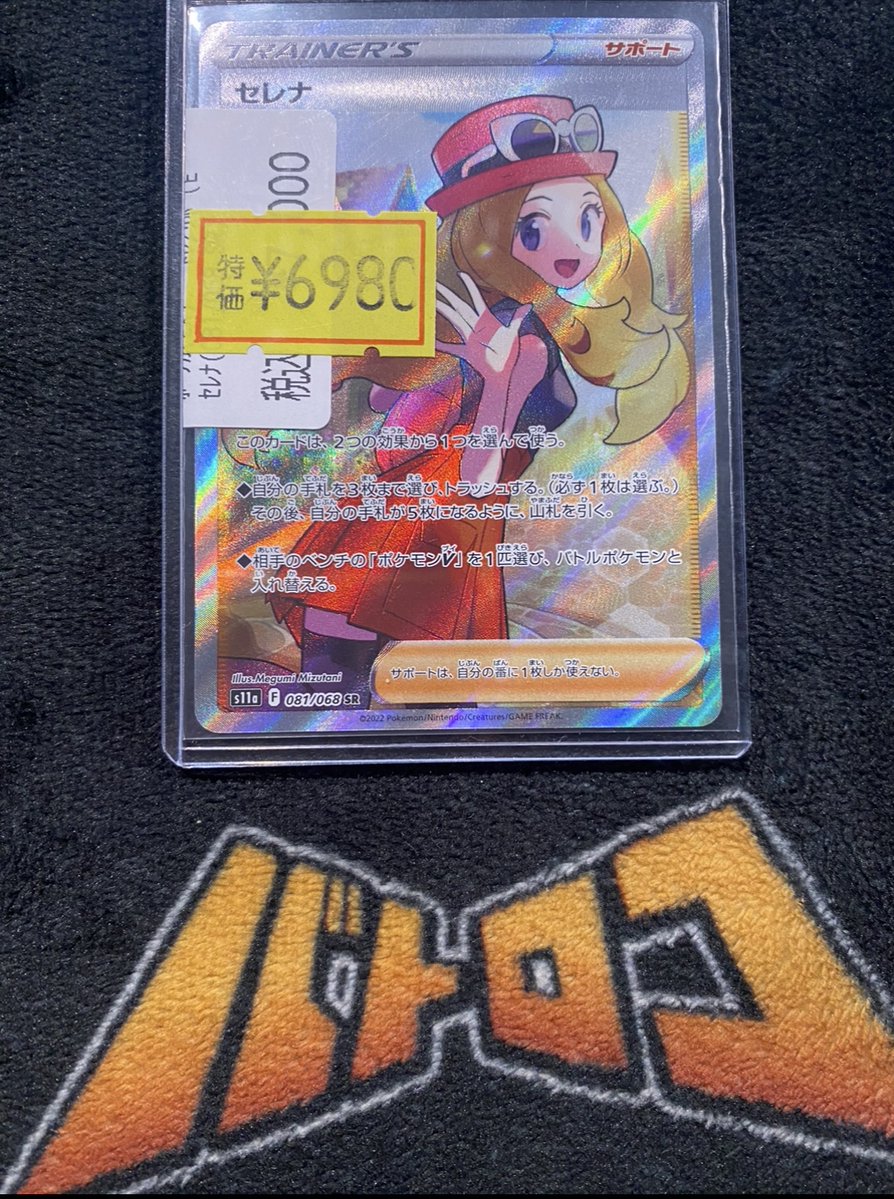 TRAINER'S サポート
セレナ
000
特価 ¥6980
税込
セレナ(
このカードは、2つの効果から1つを選んで使う。
◆自分の手札を3枚まで選び、トラッシュする。(必ず1枚は選ぶ。)
その後、自分の手札が5枚になるように、山札を引く。
◆相手のベンチの「ポケモンV」を1匹選び、バトルポケモンと
入れ替える。
サポートは、自分の番に1枚しか使えない。
Illus.Megumi Mizutani
s11a F 081/068 SR
©2022 Pokémon/Nintendo/Creatures/GAME FREAK.
バトロコ